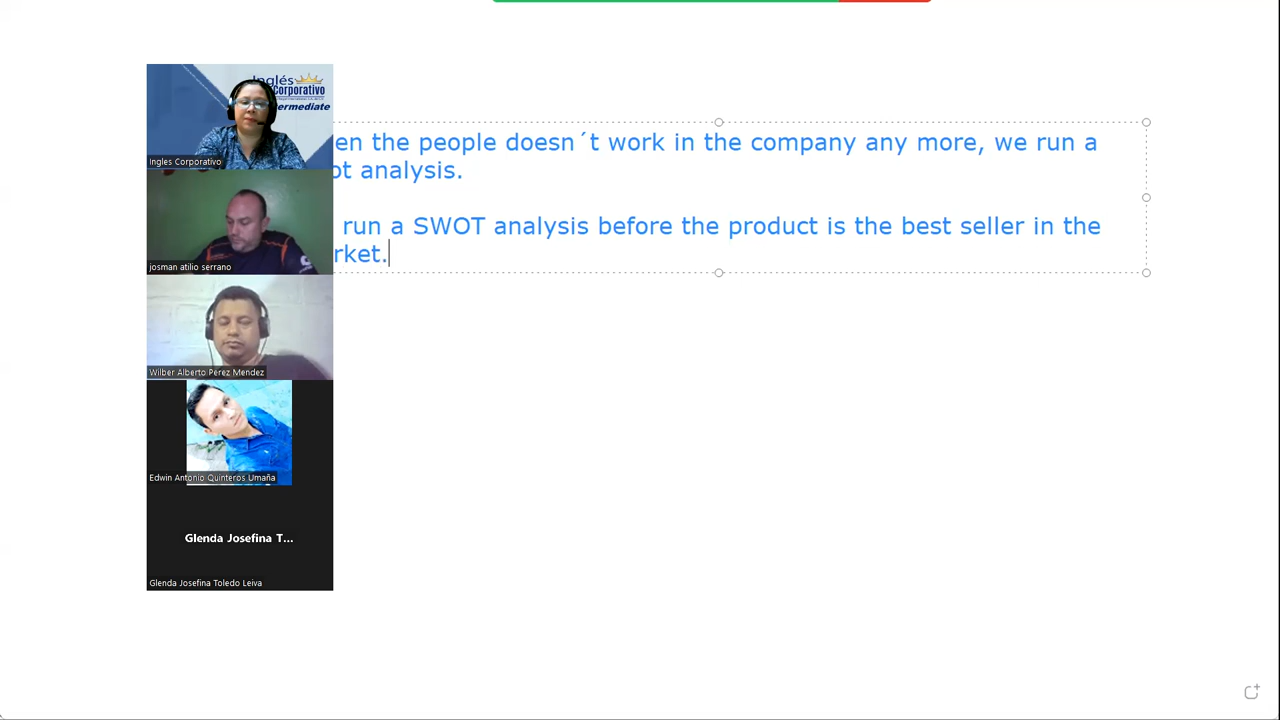 Inglés
Corporativo
ermediate
Ingles Corporativo
en the people doesn´t work in the company any more, we run a
ot analysis.
run a SWOT analysis before the product is the best seller in the
rket.
josman atilio serrano
Wilber Alberto Perez Mendez
Edwin Antonio Quinteros Umaña
Glenda Josefina T...
Glenda Josefina Toledo Leiva